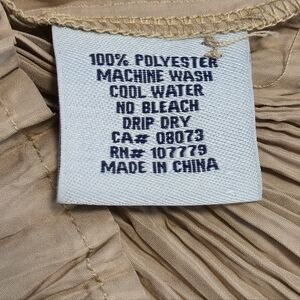 100% POLYESTER
MACHINE WASH
COOL WATER
NO BLEACH
DRIP DRY
CA# 08073
RN# 107779
MADE IN CHINA